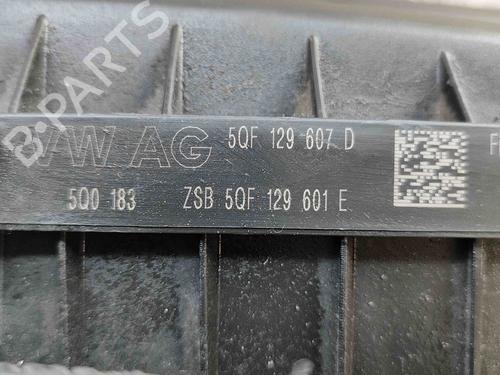 B-PARTS
VW AG 5QF 129 607 D
5Q0 183 ZSB 5QF 129 601 E